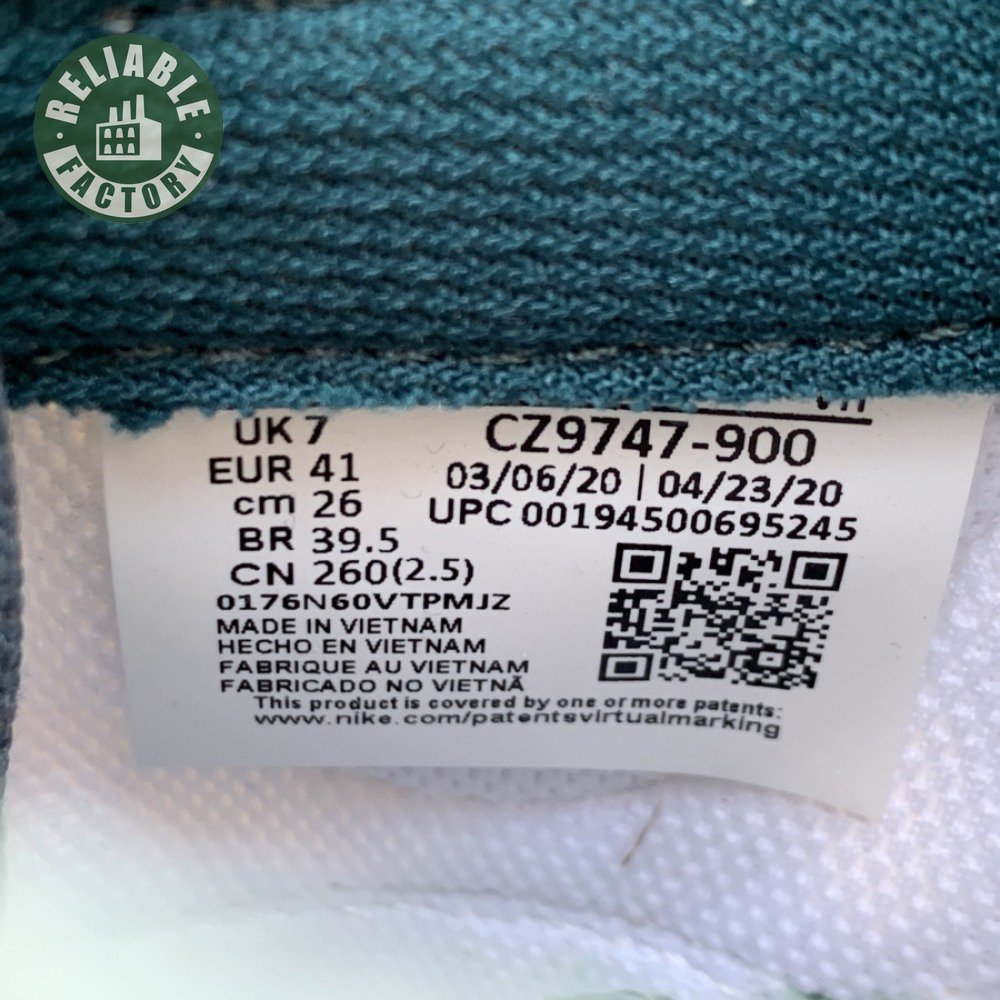 RELIABLE
FACTORY
UK 7
EUR 41
cm 26
BR 39.5
CN 260(2.5)
0176N60VTPMJZ
MADE IN VIETNAM
HECHO EN VIETNAM
FABRIQUE AU VIETNAM
FABRICADO NO VIETNÃ
CZ9747-900
03/06/20 | 04/23/20
UPC 00194500695245
This product is covered by one or more patents:
www.nike.com/patentsvirtualmarking